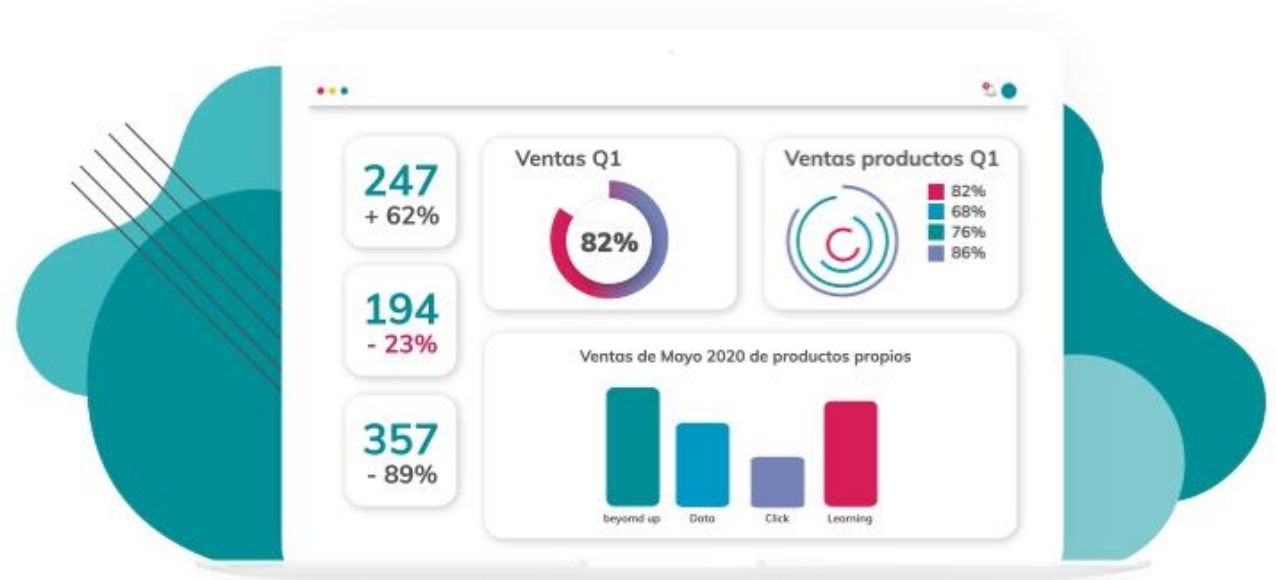 247
+ 62%
194
- 23%
357
- 89%
Ventas Q1
82%
Ventas productos Q1
82%
68%
76%
86%
Ventas de Mayo 2020 de productos propios
beyomd up
Data
Click
Learning